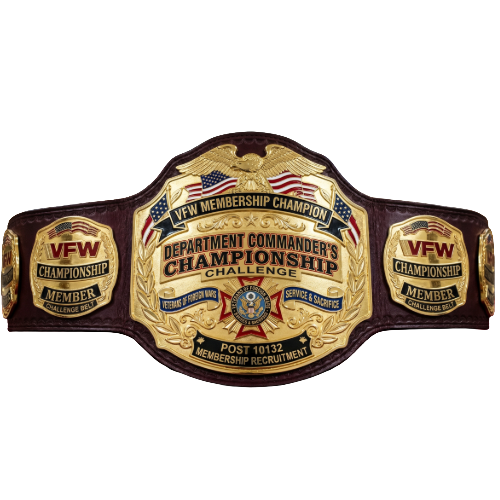 VFW MEMBERSHIP CHAMPION
DEPARTMENT COMMANDER'S
CHAMPIONSHIP
CHALLENGE
VETERANS OF FOREIGN WARS
SERVICE & SACRIFICE
POST 10132
MEMBERSHIP RECRUITMENT
VFW
CHAMPIONSHIP
MEMBER
CHALLENGE BELT
VFW
CHAMPIONSHIP
MEMBER
CHALLENGE BELT